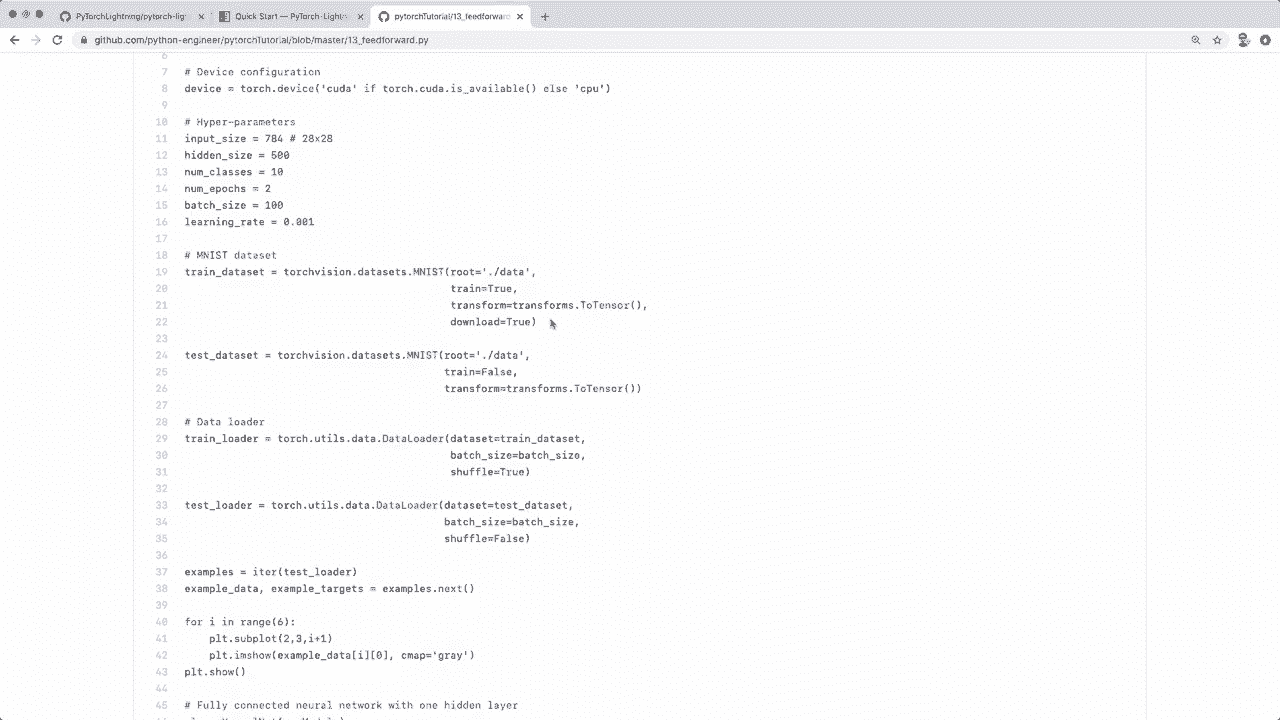 PyTorchLightning/pytorch-ligh
Quick Start — PyTorch-Lightni
pytorchTutorial/13_feedforward
github.com/python-engineer/pytorchTutorial/blob/master/13_feedforward.py
6
7 # Device configuration
8 device = torch.device('cuda' if torch.cuda.is_available() else 'cpu')
9
10 # Hyper-parameters
11 input_size = 784 # 28x28
12 hidden_size = 500
13 num_classes = 10
14 num_epochs = 2
15 batch_size = 100
16 learning_rate = 0.001
17
18 # MNIST dataset
19 train_dataset = torchvision.datasets.MNIST(root='./data',
20 train=True,
21 transform=transforms.ToTensor(),
22 download=True)
23
24 test_dataset = torchvision.datasets.MNIST(root='./data',
25 train=False,
26 transform=transforms.ToTensor())
27
28 # Data loader
29 train_loader = torch.utils.data.DataLoader(dataset=train_dataset,
30 batch_size=batch_size,
31 shuffle=True)
32
33 test_loader = torch.utils.data.DataLoader(dataset=test_dataset,
34 batch_size=batch_size,
35 shuffle=False)
36
37 examples = iter(test_loader)
38 example_data, example_targets = examples.next()
39
40 for i in range(6):
41 plt.subplot(2,3,i+1)
42 plt.imshow(example_data[i][0], cmap='gray')
43 plt.show()
44
45 # Fully connected neural network with one hidden layer